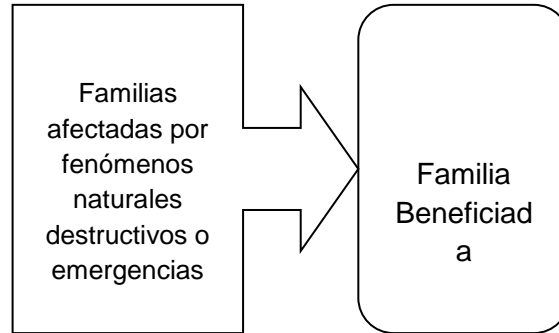 Familias
afectadas por
fenómenos
naturales
destructivos o
emergencias
Familia
Beneficiad
a